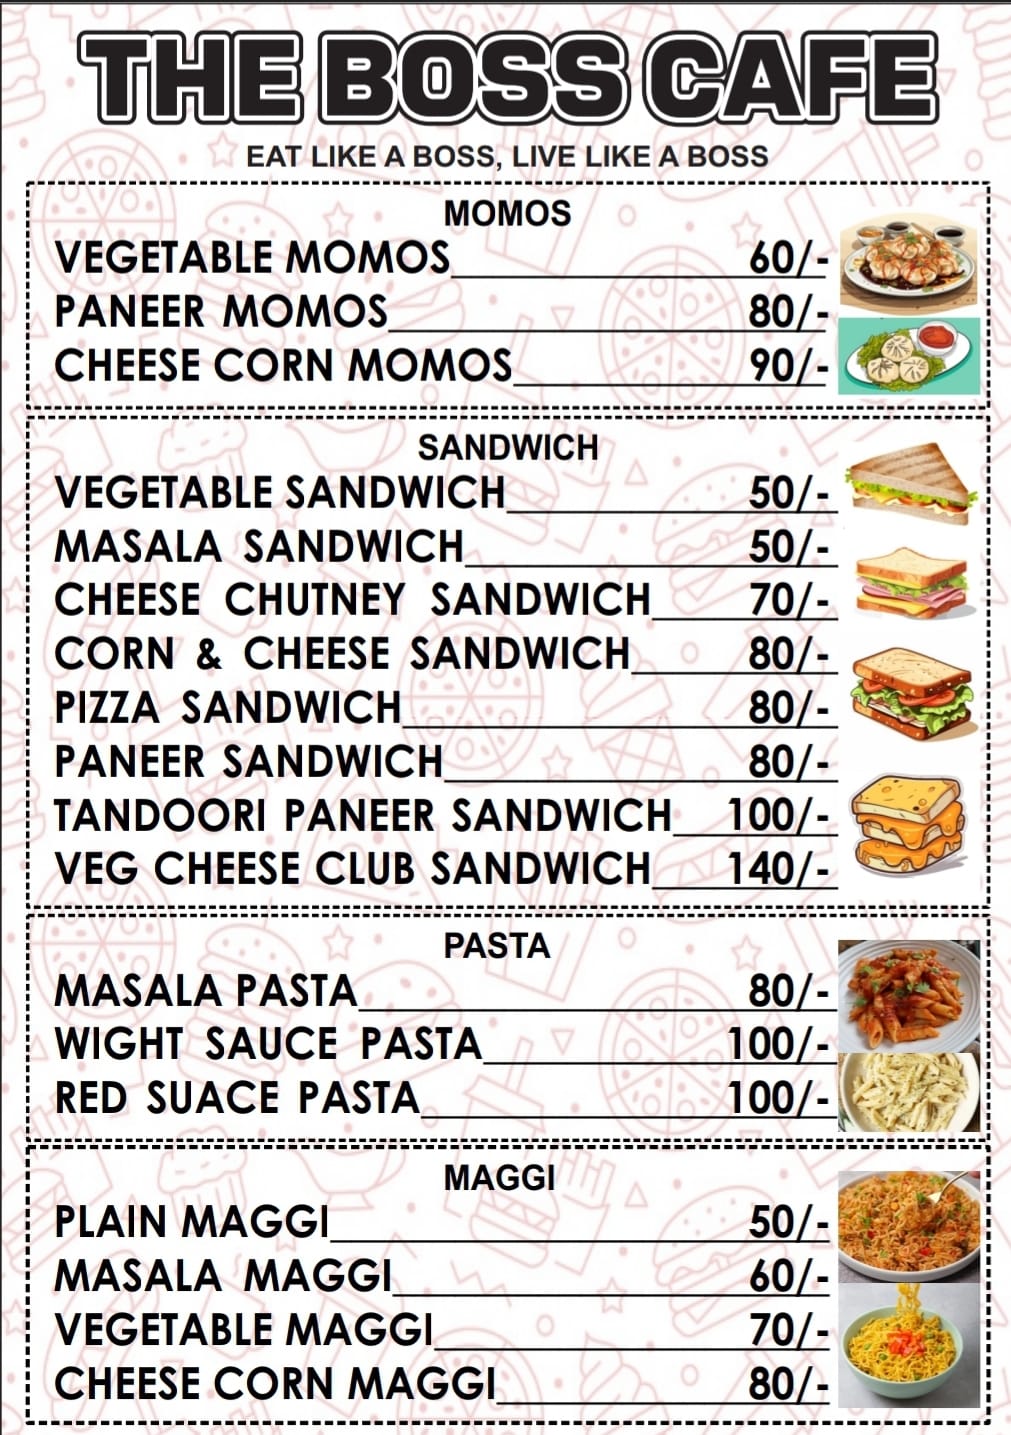 THE BOSS CAFE
EAT LIKE A BOSS, LIVE LIKE A BOSS
MOMOS
VEGETABLE MOMOS 60/-
PANEER MOMOS 80/-
CHEESE CORN MOMOS 90/-
SANDWICH
VEGETABLE SANDWICH 50/-
MASALA SANDWICH 50/-
CHEESE CHUTNEY SANDWICH 70/-
CORN & CHEESE SANDWICH 80/-
PIZZA SANDWICH 80/-
PANEER SANDWICH 80/-
TANDOORI PANEER SANDWICH 100/-
VEG CHEESE CLUB SANDWICH 140/-
PASTA
MASALA PASTA 80/-
WIGHT SAUCE PASTA 100/-
RED SUACE PASTA 100/-
MAGGI
PLAIN MAGGI 50/-
MASALA MAGGI 60/-
VEGETABLE MAGGI 70/-
CHEESE CORN MAGGI 80/-